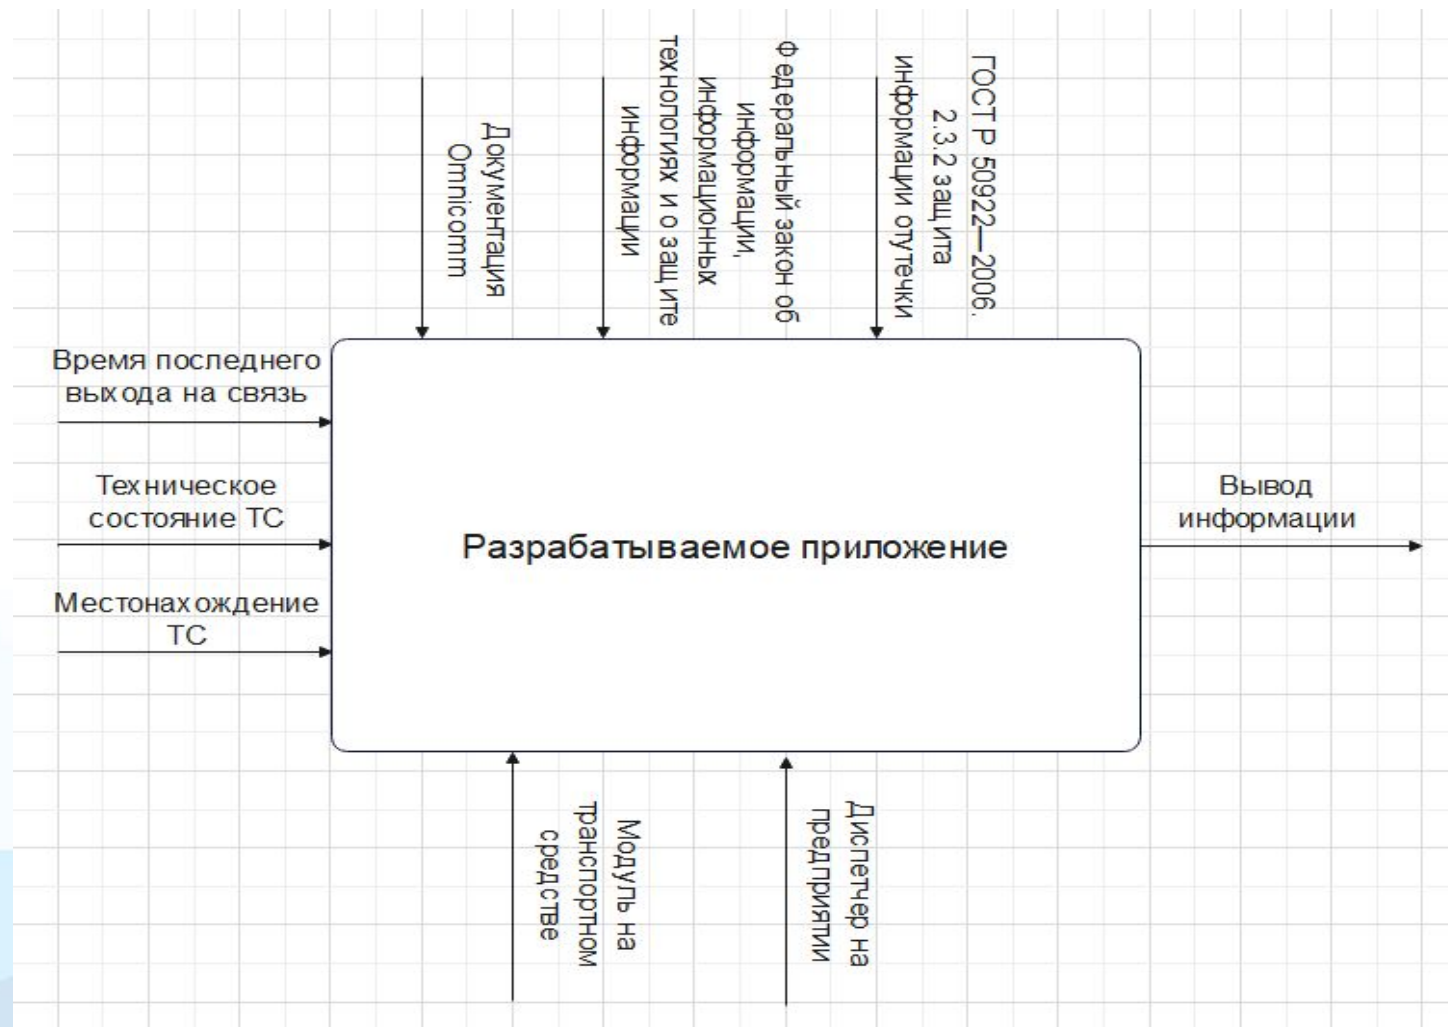 Документация
Omnicomm
Федеральный закон об
информации,
информационных
технологиях и о защите
информации
ГОСТ Р 50922—2006.
2.3.2 защита
информации отутечки
Время последнего
выхода на связь
Техническое
состояние ТС
Местонахождение
ТС
Разрабатываемое приложение
Вывод
информации
Модуль на
транспортном
средстве
Диспетчер на
предприятии